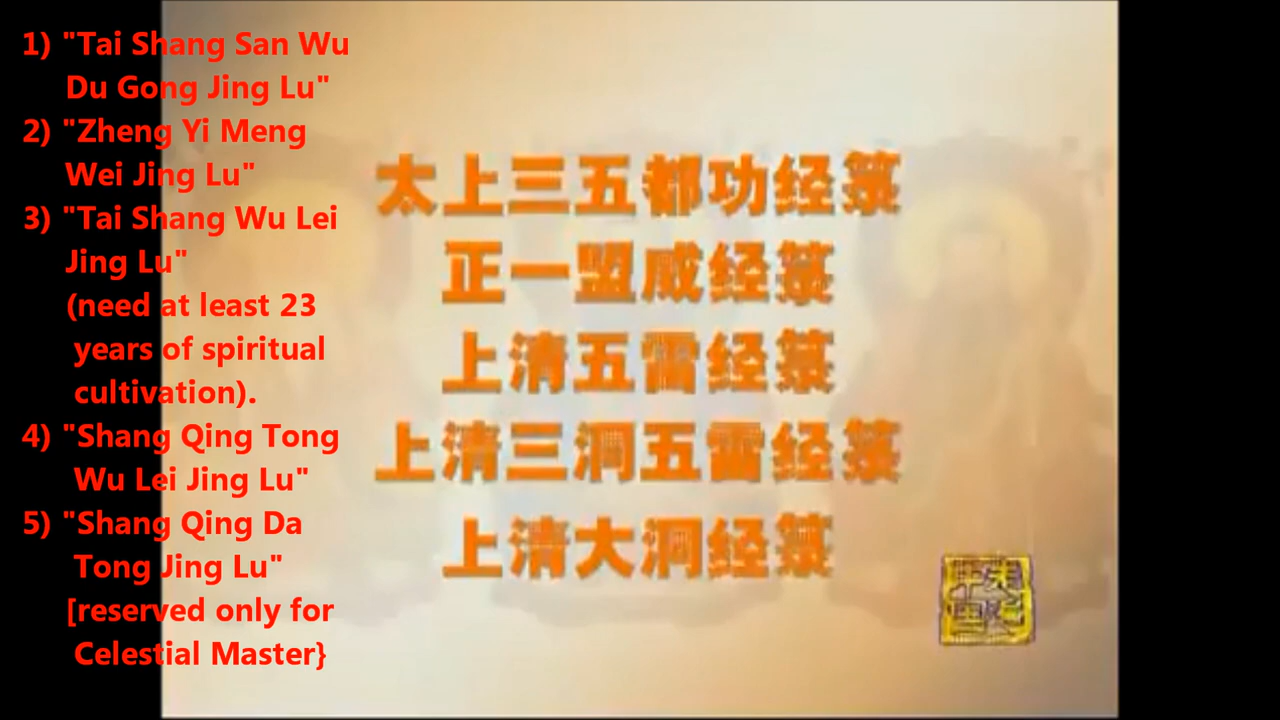 1) "Tai Shang San Wu
Du Gong Jing Lu"
2) "Zheng Yi Meng
Wei Jing Lu"
3) "Tai Shang Wu Lei
Jing Lu"
(need at least 23
years of spiritual
cultivation).
4) "Shang Qing Tong
Wu Lei Jing Lu"
5) "Shang Qing Da
Tong Jing Lu"
[reserved only for
Celestial Master}
太上三五都功经箓
正一盟威经箓
上清五雷经箓
上清三洞五雷经箓
上清大洞经箓